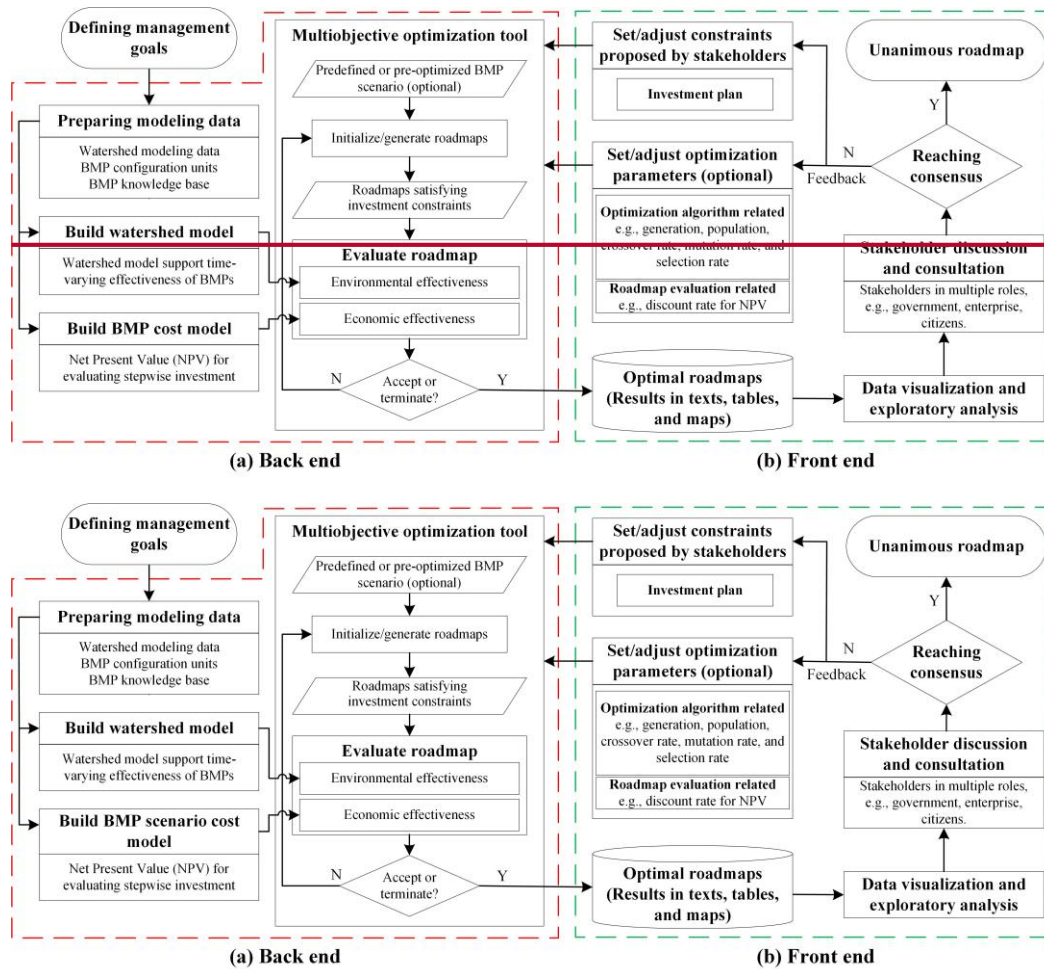 Defining management
goals
Preparing modeling data
Watershed modeling data
BMP configuration units
BMP knowledge base
Build watershed model
Watershed model support time-
varying effectiveness of BMPs
Build BMP cost model
Net Present Value (NPV) for
evaluating stepwise investment
Multiobjective optimization tool
Predefined or pre-optimized BMP
scenario (optional)
Initialize/generate roadmaps
Roadmaps satisfying
investment constraints
Evaluate roadmap
Environmental effectiveness
Economic effectiveness
N
Accept or
terminate?
Y
Set/adjust constraints
proposed by stakeholders
Investment plan
Set/adjust optimization
parameters (optional)
Optimization algorithm related
e.g., generation, population,
crossover rate, mutation rate, and
selection rate
Roadmap evaluation related
e.g., discount rate for NPV
Optimal roadmaps
(Results in texts, tables,
and maps)
Unanimous roadmap
Y
N
Feedback
Reaching
consensus
Stakeholder discussion
and consultation
Stakeholders in multiple roles,
e.g., government, enterprise,
citizens.
Data visualization and
exploratory analysis
(a) Back end
(b) Front end
Defining management
goals
Preparing modeling data
Watershed modeling data
BMP configuration units
BMP knowledge base
Build watershed model
Watershed model support time-
varying effectiveness of BMPs
Build BMP scenario cost
model
Net Present Value (NPV) for
evaluating stepwise investment
Multiobjective optimization tool
Predefined or pre-optimized BMP
scenario (optional)
Initialize/generate roadmaps
Roadmaps satisfying
investment constraints
Evaluate roadmap
Environmental effectiveness
Economic effectiveness
N
Accept or
terminate?
Y
Set/adjust constraints
proposed by stakeholders
Investment plan
Set/adjust optimization
parameters (optional)
Optimization algorithm related
e.g., generation, population,
crossover rate, mutation rate, and
selection rate
Roadmap evaluation related
e.g., discount rate for NPV
Optimal roadmaps
(Results in texts, tables,
and maps)
Unanimous roadmap
Y
N
Feedback
Reaching
consensus
Stakeholder discussion
and consultation
Stakeholders in multiple roles,
e.g., government, enterprise,
citizens.
Data visualization and
exploratory analysis
(a) Back end
(b) Front end